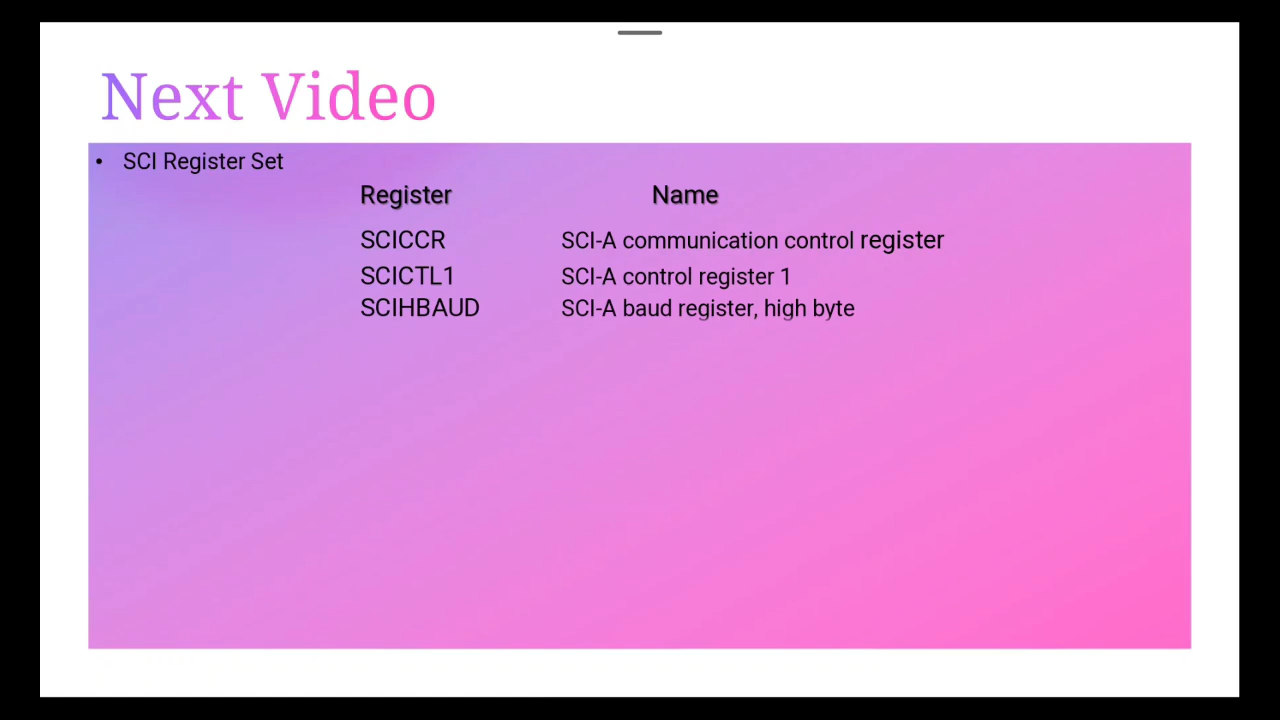 Next Video
• SCI Register Set
Register Name
SCICCR SCI-A communication control register
SCICTL1 SCI-A control register 1
SCIHBAUD SCI-A baud register, high byte